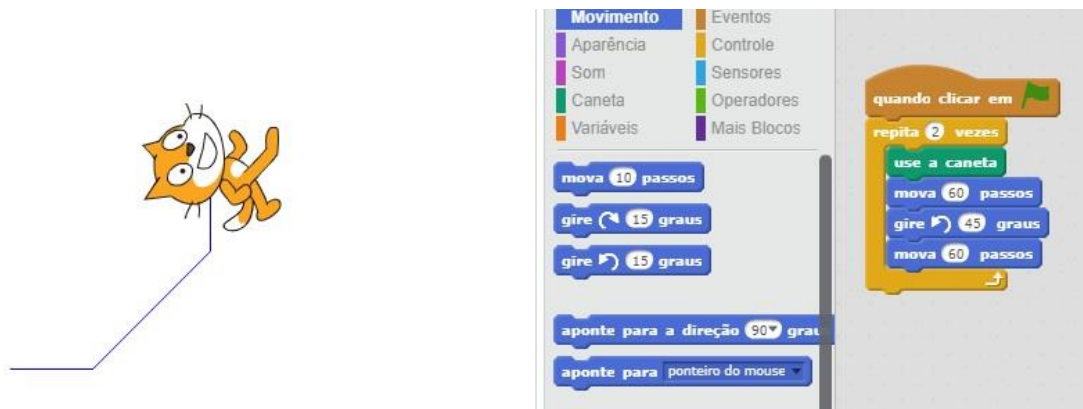 Movimento Eventos
Aparência Controle
Som Sensores
Caneta Operadores
Variáveis Mais Blocos
mova 10 passos
gire 15 graus
gire 15 graus
aponte para a direção 90
aponte para ponteiro do mouse
quando clicar em
repita 2 vezes
use a caneta
mova 60 passos
gire 45 graus
mova 60 passos